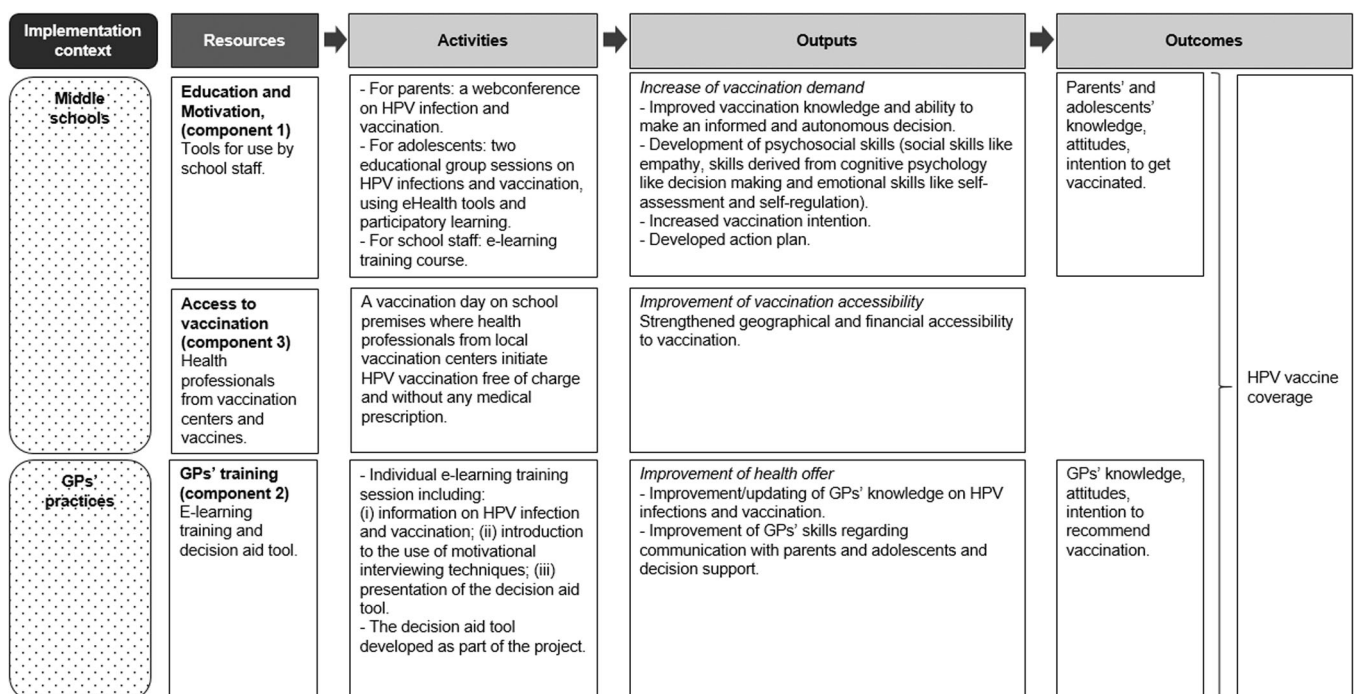 Implementation
context
Resources
Activities
Outputs
Outcomes
Middle
schools
Education and
Motivation,
(component 1)
Tools for use by
school staff.
- For parents: a webconference
on HPV infection and
vaccination.
- For adolescents: two
educational group sessions on
HPV infections and vaccination,
using eHealth tools and
participatory learning.
- For school staff: e-learning
training course.
Increase of vaccination demand
- Improved vaccination knowledge and ability to
make an informed and autonomous decision.
- Development of psychosocial skills (social skills like
empathy, skills derived from cognitive psychology
like decision making and emotional skills like self-
assessment and self-regulation).
- Increased vaccination intention.
- Developed action plan.
Parents' and
adolescents'
knowledge,
attitudes,
intention to get
vaccinated.
Access to
vaccination
(component 3)
Health
professionals
from vaccination
centers and
vaccines.
A vaccination day on school
premises where health
professionals from local
vaccination centers initiate
HPV vaccination free of charge
and without any medical
prescription.
Improvement of vaccination accessibility
Strengthened geographical and financial accessibility
to vaccination.
HPV vaccine
coverage
GPs'
practices
GPs' training
(component 2)
E-learning
training and
decision aid tool.
- Individual e-learning training
session including:
(i) information on HPV infection
and vaccination; (ii) introduction
to the use of motivational
interviewing techniques; (iii)
presentation of the decision aid
tool.
- The decision aid tool
developed as part of the project.
Improvement of health offer
- Improvement/updating of GPs' knowledge on HPV
infections and vaccination.
- Improvement of GPs' skills regarding
communication with parents and adolescents and
decision support.
GPs' knowledge,
attitudes,
intention to
recommend
vaccination.